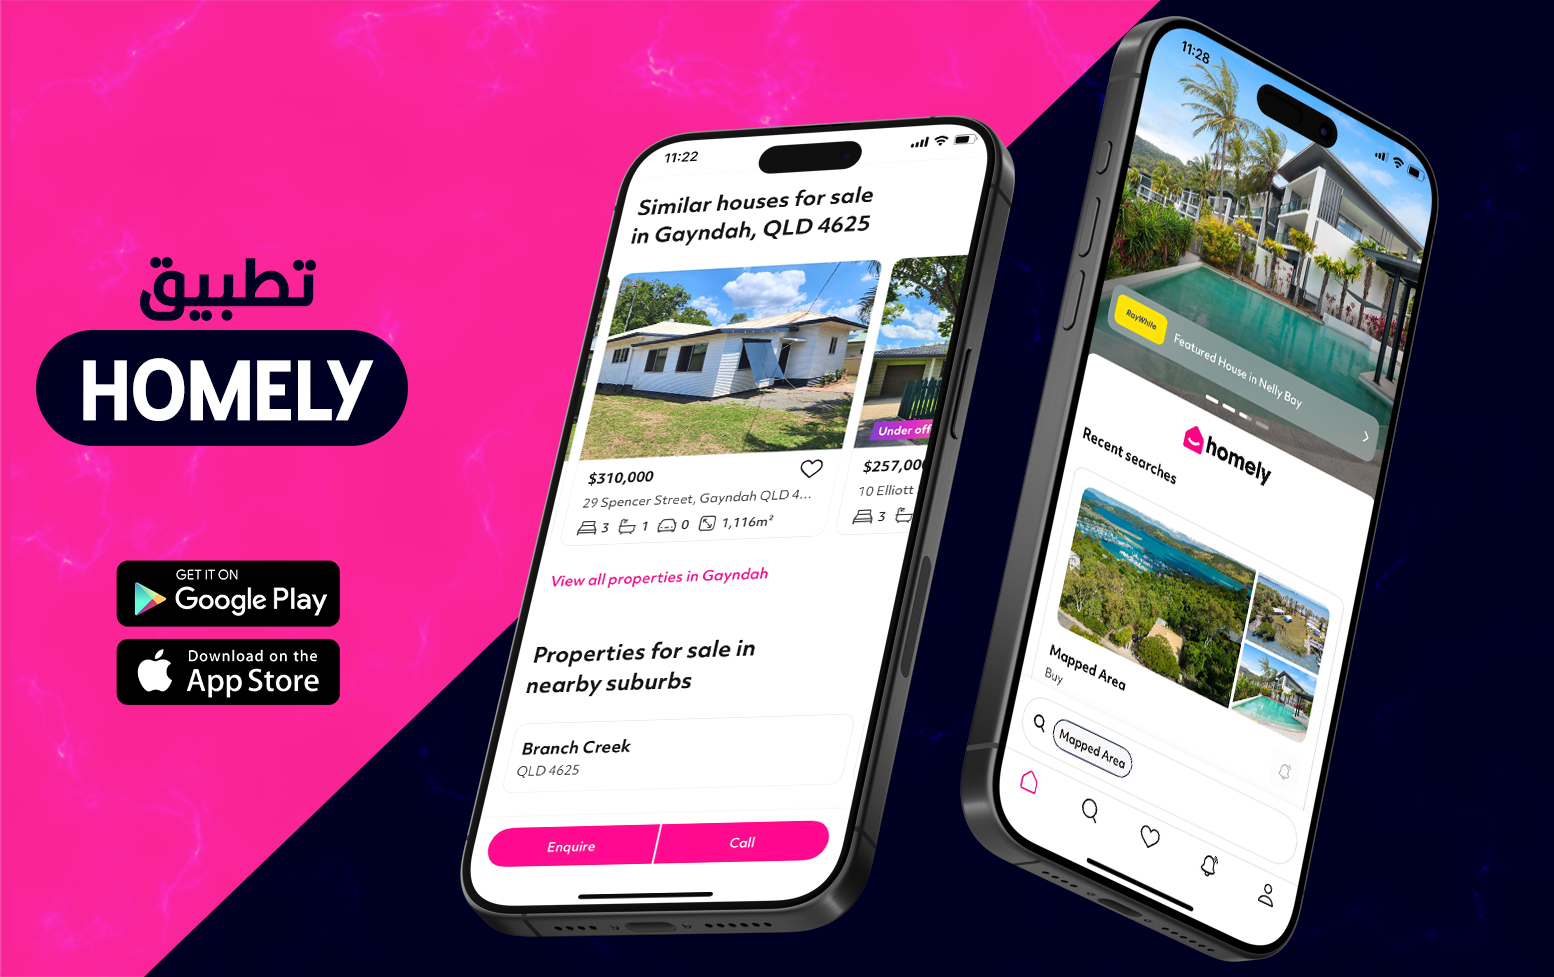 تطبيق
HOMELY
GET IT ON
Google Play
Download on the
App Store
11:22
Similar houses for sale
in Gayndah, QLD 4625
$310,000
29 Spencer Street, Gayndah QLD 4...
3 1 0 1,116m²
Under off
$257,00
10 Elliott
3
View all properties in Gayndah
Properties for sale in
nearby suburbs
Branch Creek
QLD 4625
Enquire
Call
11:28
RayWhite
Featured House in Nelly Bay
homely
Recent searches
Mapped Area
Buy
Mapped Area